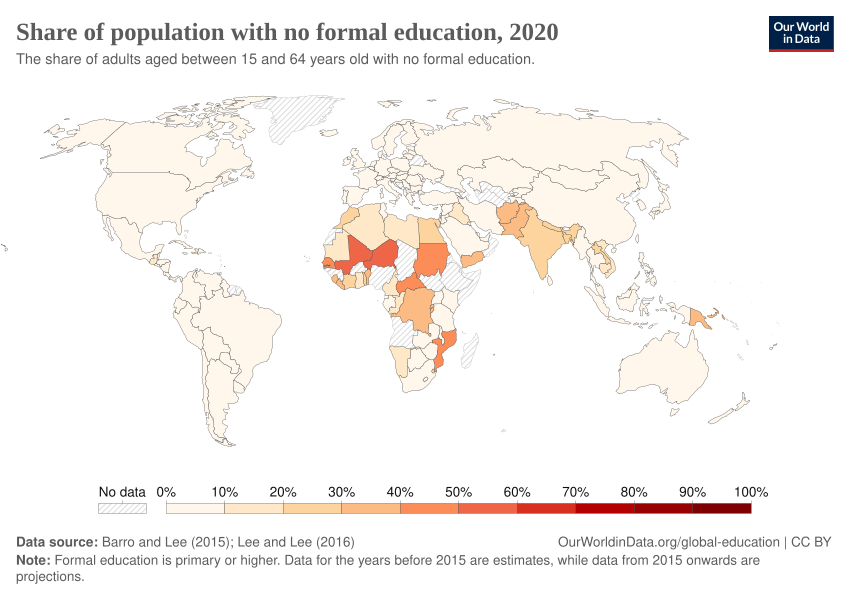 Share of population with no formal education, 2020
Our World
in Data
The share of adults aged between 15 and 64 years old with no formal education.
No data 0% 10% 20% 30% 40% 50% 60% 70% 80% 90% 100%
Data source: Barro and Lee (2015); Lee and Lee (2016) OurWorldinData.org/global-education | CC BY
Note: Formal education is primary or higher. Data for the years before 2015 are estimates, while data from 2015 onwards are
projections.